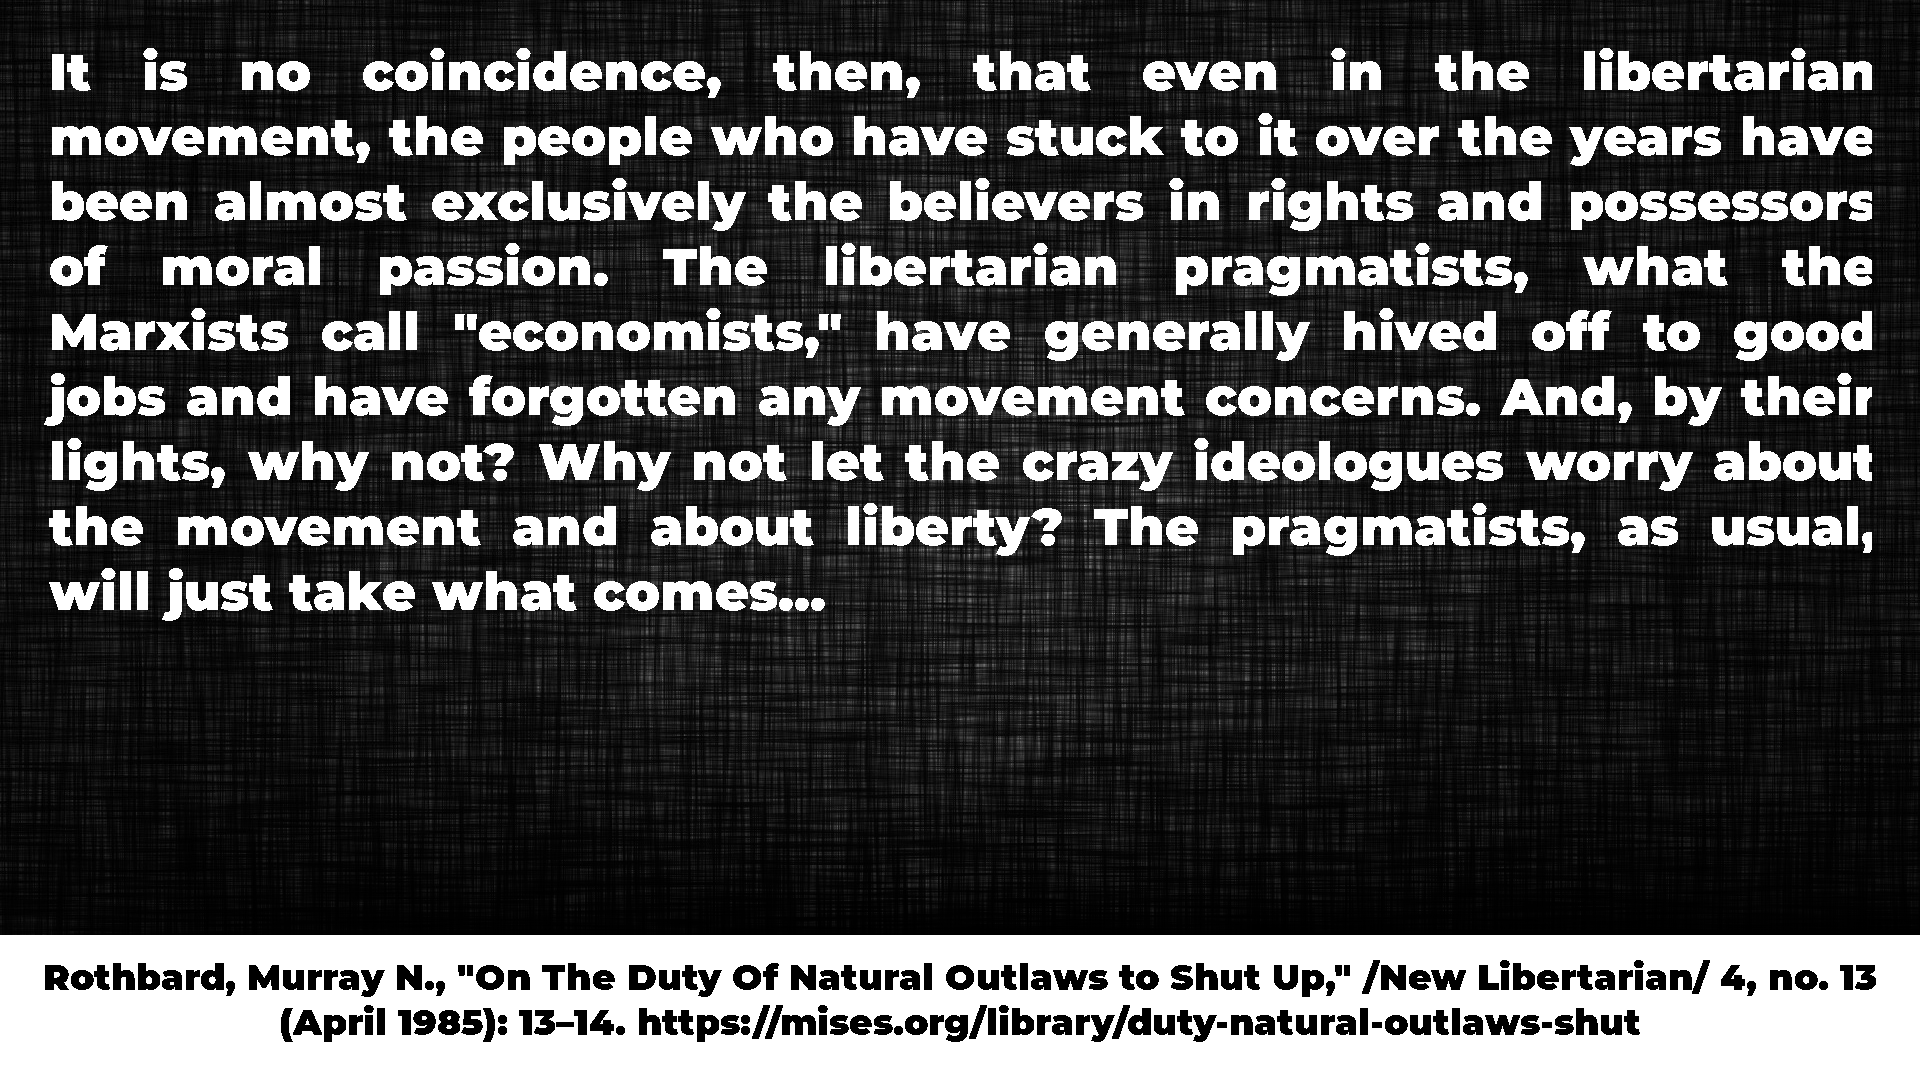 It is no coincidence, then, that even in the libertarian
movement, the people who have stuck to it over the years have
been almost exclusively the believers in rights and possessors
of moral passion. The libertarian pragmatists, what the
Marxists call "economists," have generally hived off to good
jobs and have forgotten any movement concerns. And, by their
lights, why not? Why not let the crazy ideologues worry about
the movement and about liberty? The pragmatists, as usual,
will just take what comes...
Rothbard, Murray N., "On The Duty Of Natural Outlaws to Shut Up," /New Libertarian/ 4, no. 13
(April 1985): 13–14. https://mises.org/library/duty-natural-outlaws-shut